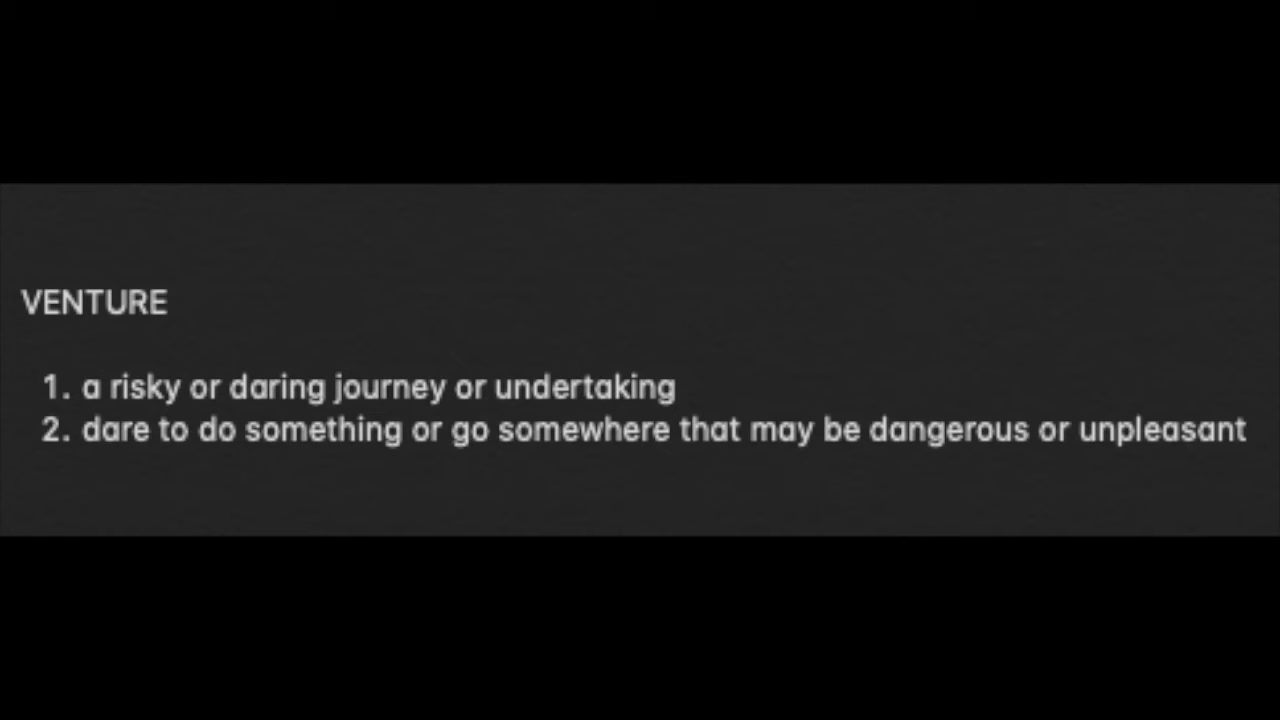 VENTURE
1. a risky or daring journey or undertaking
2. dare to do something or go somewhere that may be dangerous or unpleasant